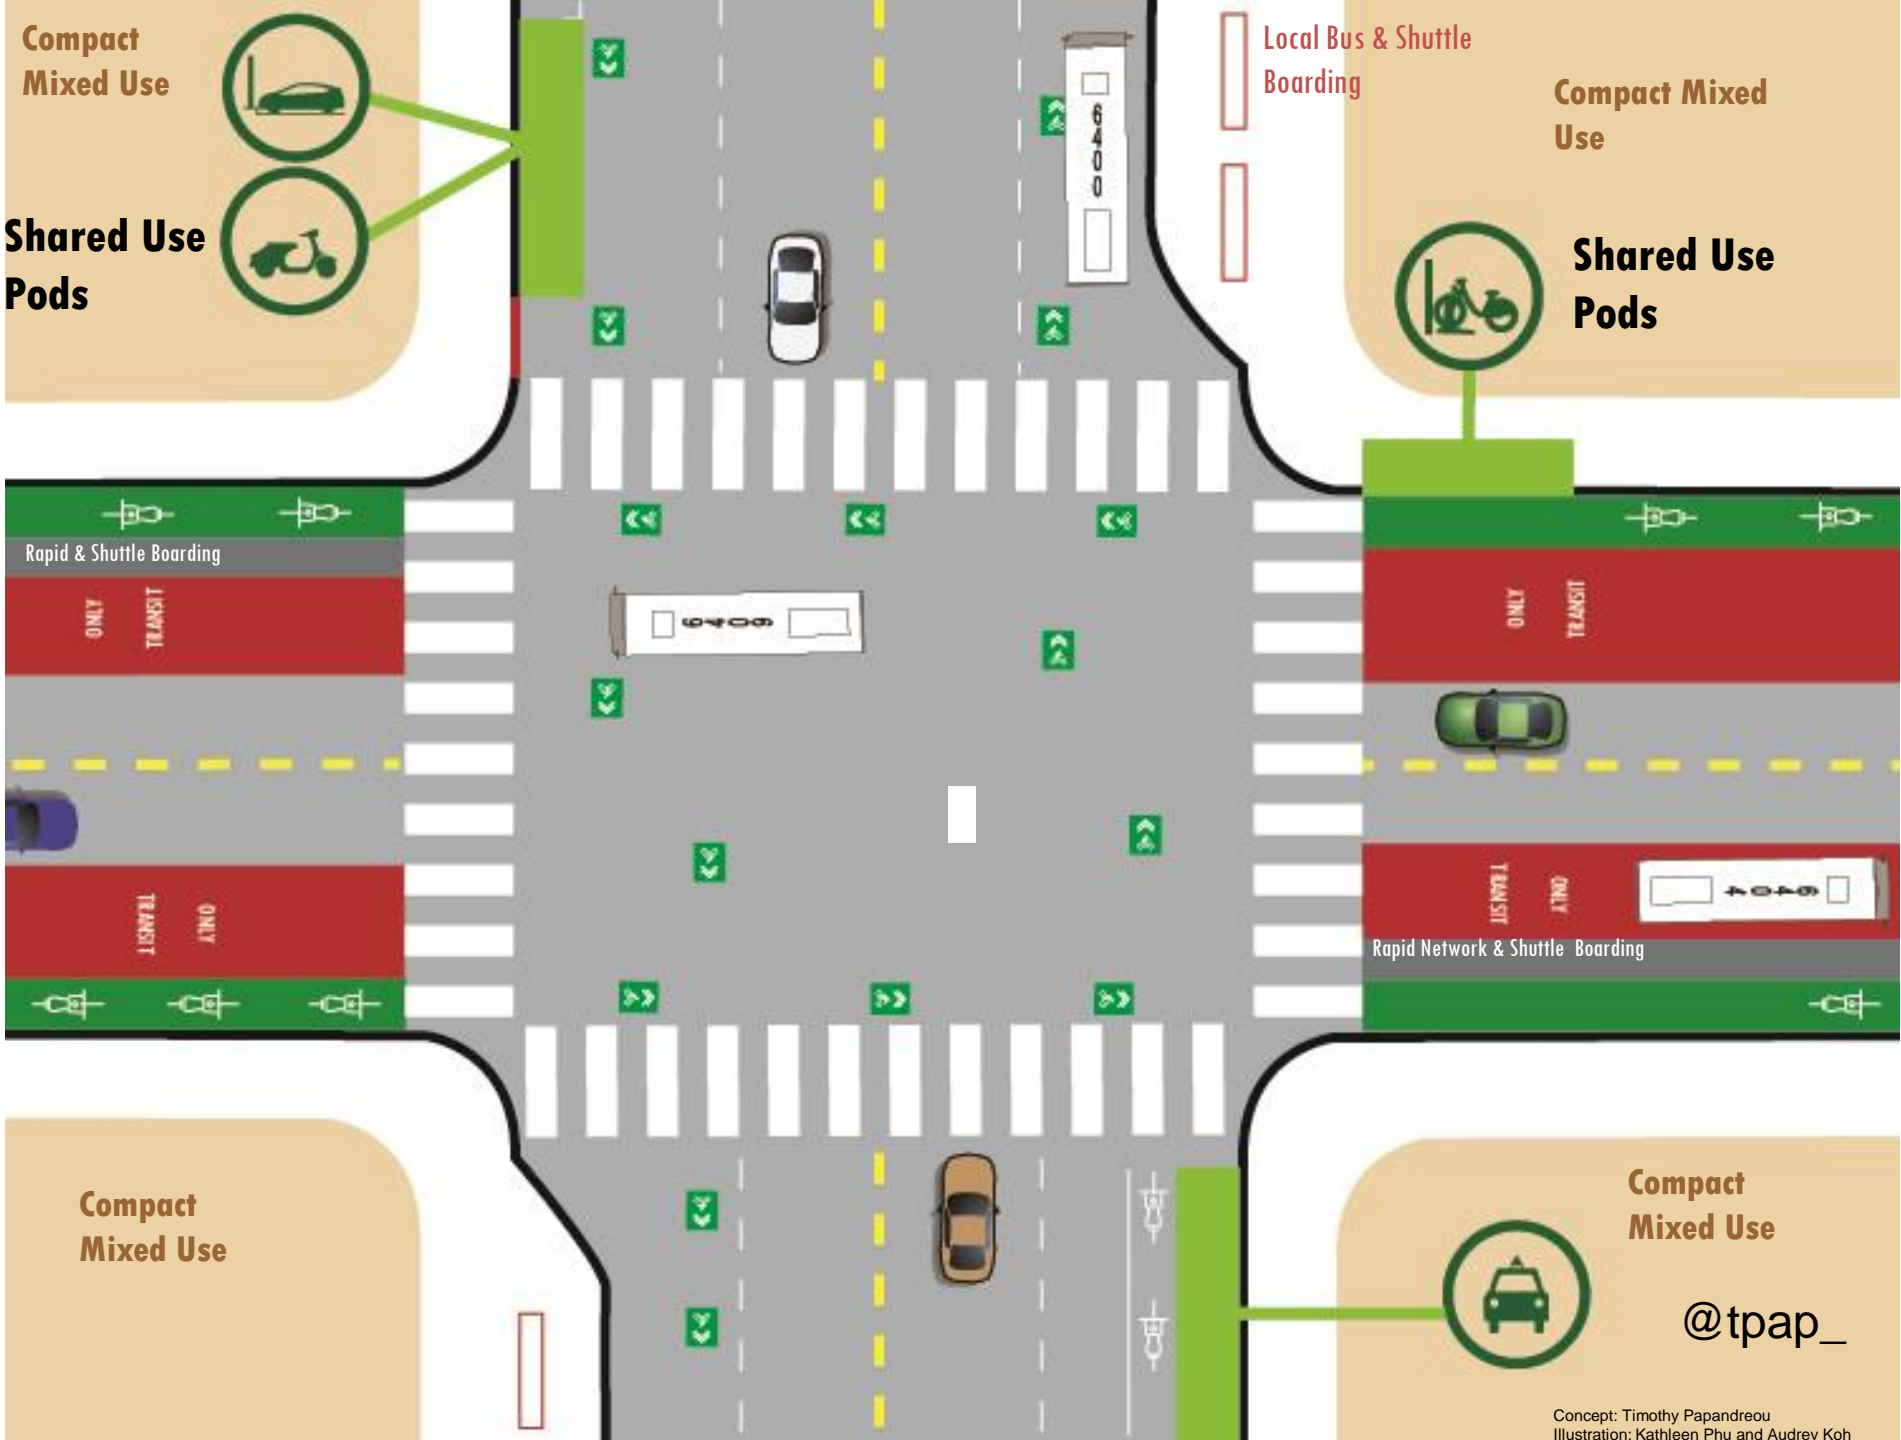 Compact
Mixed Use
Shared Use
Pods
Local Bus & Shuttle
Boarding
Compact Mixed
Use
Shared Use
Pods
6400
Rapid & Shuttle Boarding
ONLY
TRANSIT
6409
ONLY
TRANSIT
TRANSIT
ONLY
TRANSIT
ONLY
6404
Rapid Network & Shuttle Boarding
Compact
Mixed Use
Compact
Mixed Use
@tpap_
Concept: Timothy Papandreou
Illustration: Kathleen Phu and Audrey Koh